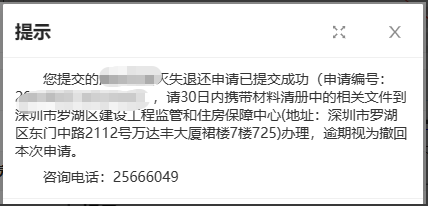 提示
您提交的 灭失退还申请已提交成功（申请编号：
，请30日内携带材料清册中的相关文件到
深圳市罗湖区建设工程监管和住房保障中心(地址：深圳市罗湖
区东门中路2112号万达丰大厦裙楼7楼725)办理，逾期视为撤回
本次申请。
咨询电话：25666049